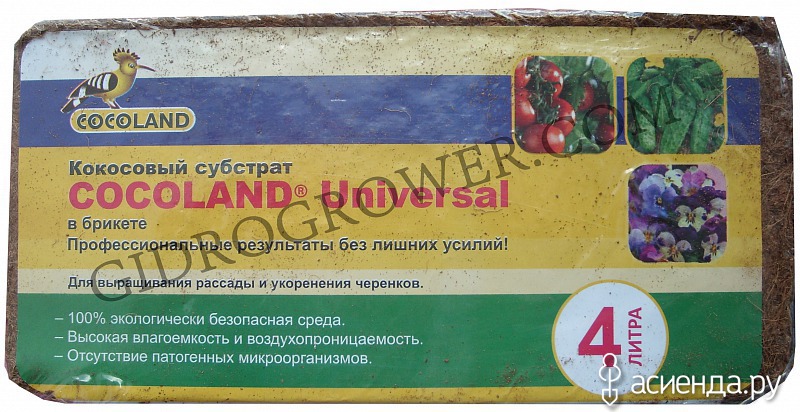 COCOLAND
Кокосовый субстрат
COCOLAND® Universal
в брикете
Профессиональные результаты без лишних усилий!
Для выращивания рассады и укоренения черенков.
– 100% экологически безопасная среда.
– Высокая влагоемкость и воздухопроницаемость.
– Отсутствие патогенных микроорганизмов.
4 ЛИТРА
GIDROGROWER.COM
асиенда.ру